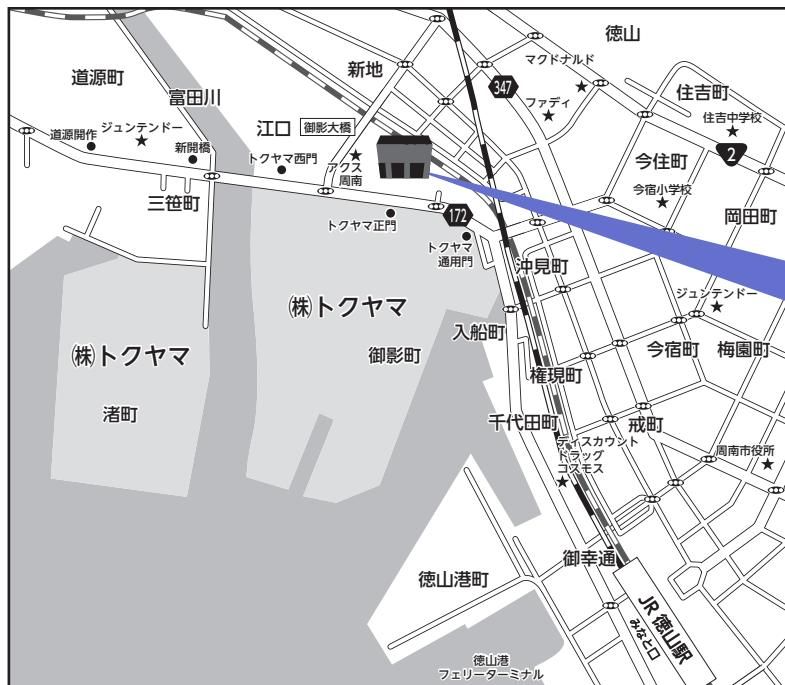 徳山
マクドナルド
新地
道源町
347
富田川
ファディ
住吉町
住吉中学校
江口
御影大橋
ジュンテンドー
道源開作
新開橋
トクヤマ西門
アクス
周南
今住町
2
今宿小学校
三笹町
岡田町
172
トクヤマ正門
トクヤマ
通用門
沖見町
ジュンテンドー
㈱トクヤマ
入船町
㈱トクヤマ
御影町
今宿町
梅園町
権現町
渚町
千代田町
戒町
ディスカウント
ドラッグ
コスモス
周南市役所
御幸通
徳山港町
JR 徳山駅
みなと口
徳山港
フェリーターミナル